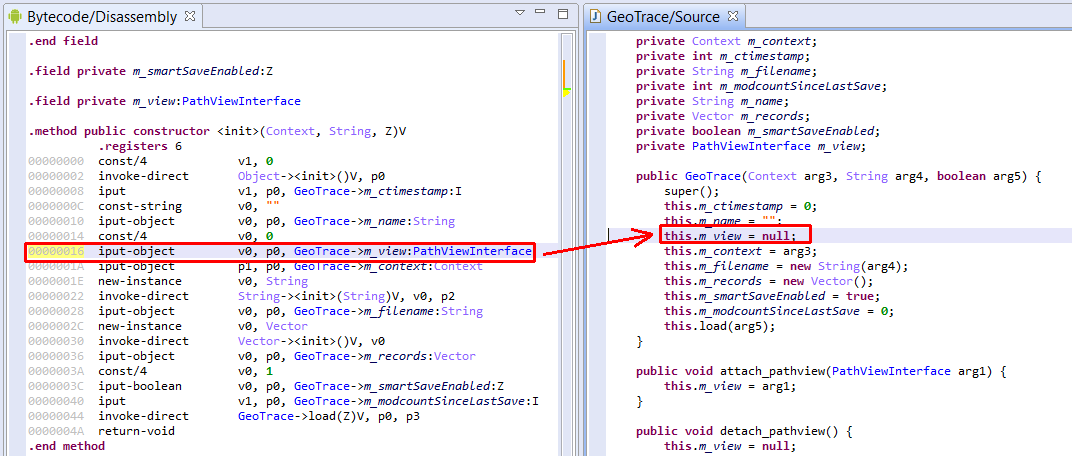 Bytecode/Disassembly
.end field
.field private m_smartSaveEnabled:Z
.field private m_view:PathViewInterface
.method public constructor <init>(Context, String, Z)V
.registers 6
00000000 const/4 v1, 0
00000002 invoke-direct Object-><init>()V, p0
00000008 iput v1, p0, GeoTrace->m_ctimestamp:I
0000000C const-string v0, ""
00000010 iput-object v0, p0, GeoTrace->m_name:String
00000014 const/4 v0, 0
00000016 iput-object v0, p0, GeoTrace->m_view:PathViewInterface
0000001A iput-object p1, p0, GeoTrace->m_context:Context
0000001E new-instance v0, String
00000022 invoke-direct String-><init>(String)V, v0, p2
00000028 iput-object v0, p0, GeoTrace->m_filename:String
0000002C new-instance v0, Vector
00000030 invoke-direct Vector-><init>()V, v0
00000036 iput-object v0, p0, GeoTrace->m_records:Vector
0000003A const/4 v0, 1
0000003C iput-boolean v0, p0, GeoTrace->m_smartSaveEnabled:Z
00000040 iput v1, p0, GeoTrace->m_modcountSinceLastSave:I
00000044 invoke-direct GeoTrace->load(Z)V, p0, p3
0000004A return-void
.end method
GeoTrace/Source
private Context m_context;
private int m_ctimestamp;
private String m_filename;
private int m_modcountSinceLastSave;
private String m_name;
private Vector m_records;
private boolean m_smartSaveEnabled;
private PathViewInterface m_view;
public GeoTrace(Context arg3, String arg4, boolean arg5) {
super();
this.m_ctimestamp = 0;
this.m_name = "";
this.m_view = null;
this.m_context = arg3;
this.m_filename = new String(arg4);
this.m_records = new Vector();
this.m_smartSaveEnabled = true;
this.m_modcountSinceLastSave = 0;
this.load(arg5);
}
public void attach_pathview(PathViewInterface arg1) {
this.m_view = arg1;
}
public void detach_pathview() {
this.m_view = null;